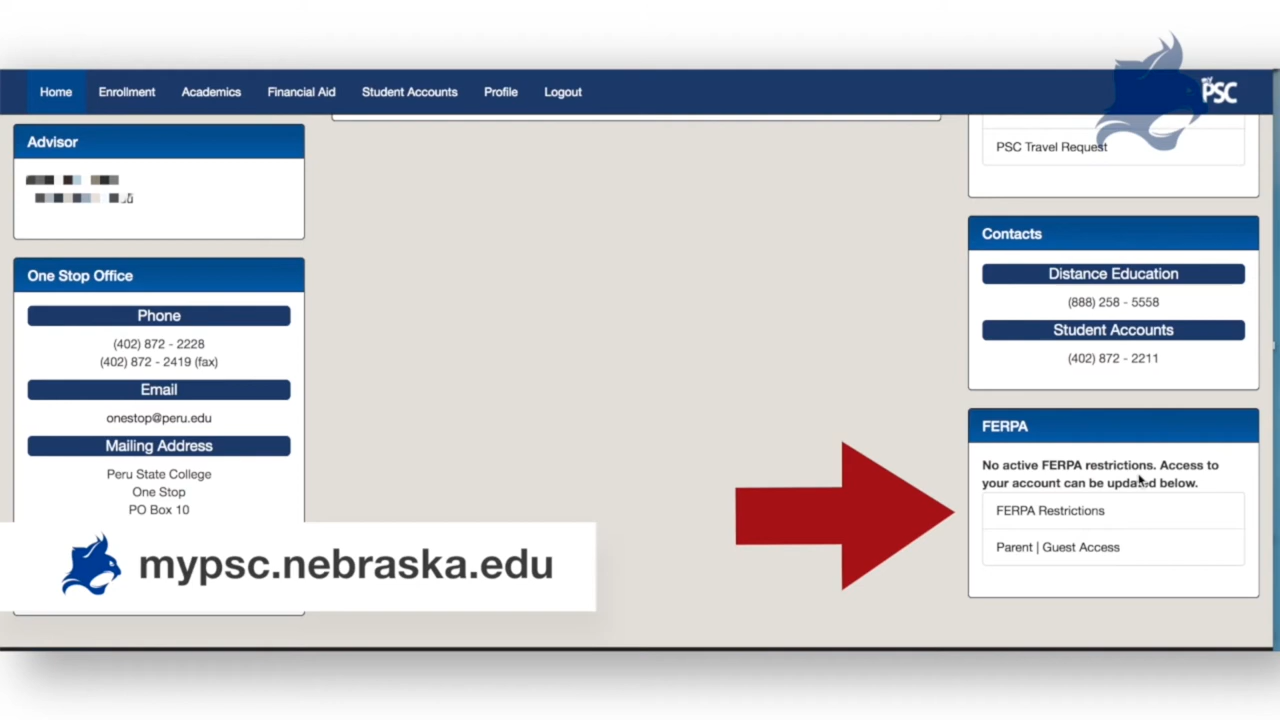 Home
Enrollment
Academics
Financial Aid
Student Accounts
Profile
Logout
MY
PSC
Advisor
One Stop Office
Phone
(402) 872 - 2228
(402) 872 - 2419 (fax)
Email
onestop@peru.edu
Mailing Address
Peru State College
One Stop
PO Box 10
mypsc.nebraska.edu
PSC Travel Request
Contacts
Distance Education
(888) 258 - 5558
Student Accounts
(402) 872 - 2211
FERPA
No active FERPA restrictions. Access to
your account can be updated below.
FERPA Restrictions
Parent | Guest Access